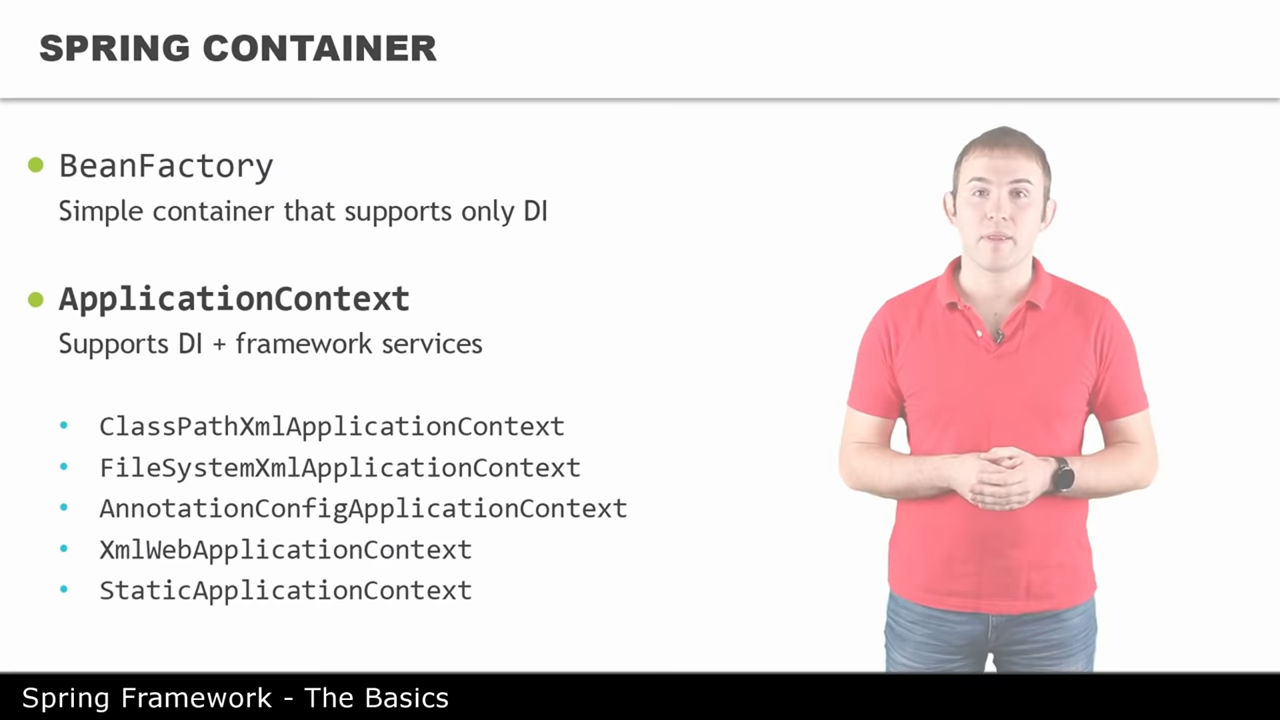 SPRING CONTAINER
BeanFactory
Simple container that supports only DI
ApplicationContext
Supports DI + framework services
ClassPathXmlApplicationContext
FileSystemXmlApplicationContext
AnnotationConfigApplicationContext
XmlWebApplicationContext
StaticApplicationContext
Spring Framework - The Basics